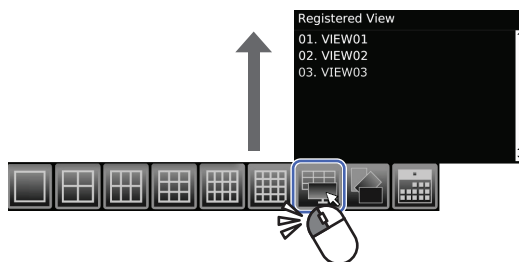 Registered View
01. VIEW01
02. VIEW02
03. VIEW03